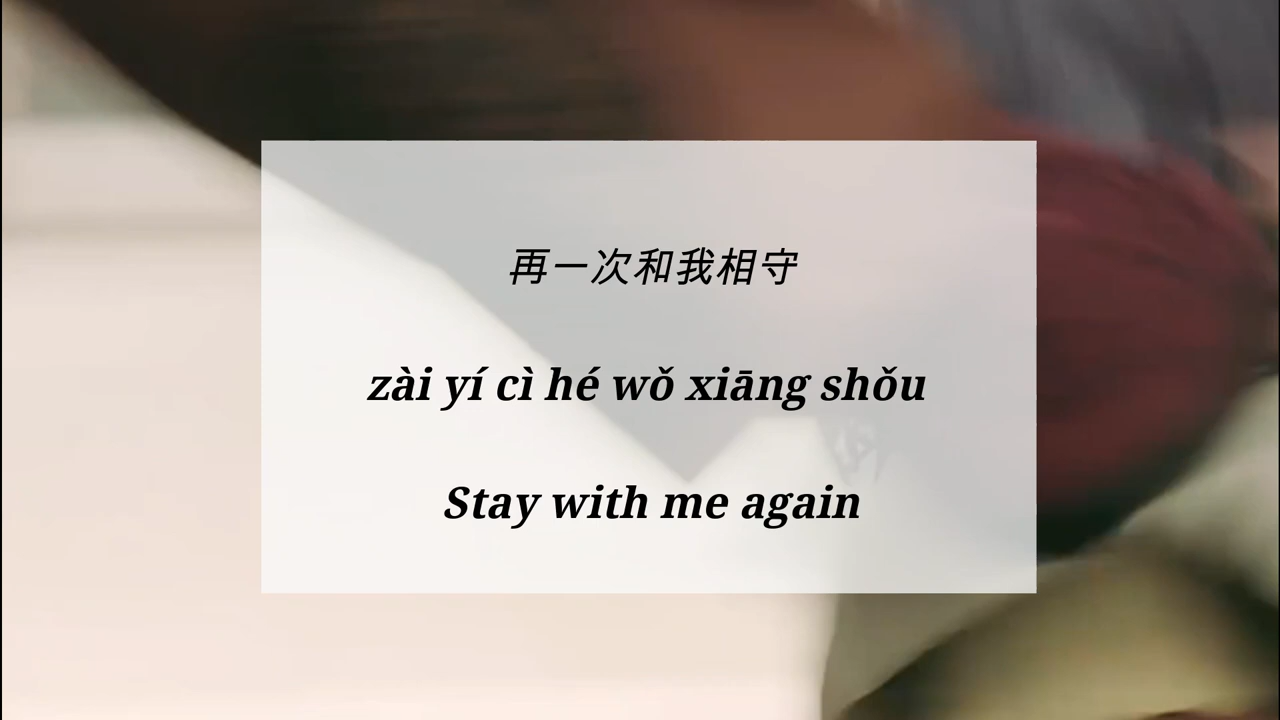 再一次和我相守
zài yí cì hé wǒ xiāng shǒu
Stay with me again